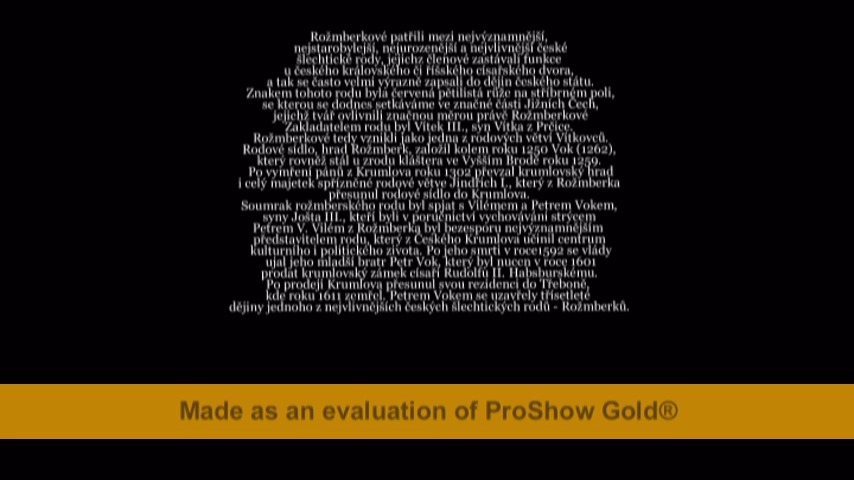 Rožmberkové patřili mezi nejvýznamnější,
nejstarobylejší, nejurozenější a nejvlivnější české
šlechtické rody, jejichz členové zastávali funkce
u českého královského či říšského císařského dvora,
a tak se často velmi výrazně zapsali do dějin českého státu.
Znakem tohoto rodu byla červená pětilistá růže na stříbrném poli,
se kterou se dodnes setkáváme ve značné části Jižních Čech,
jejichž tvář ovlivnili značnou měrou právě Rožmberkové
Zakladatelem rodu byl Vítek III., syn Vítka z Prčice.
Rožmberkové tedy vznikli jako jedna z rodových větví Vítkovců.
Rodové sídlo, hrad Rožmberk, založil kolem roku 1250 Vok (1262),
který rovněž stál u zrodu kláštera ve Vyšším Brodě roku 1259.
Po vymření pánů z Krumlova roku 1302 převzal krumlovský hrad
i celý majetek spřízněné rodové větve Jindřich I., který z Rožmberka
přesunul rodové sídlo do Krumlova.
Soumrak rožmberského rodu byl spjat s Vilémem a Petrem Vokem,
syny Jošta III., kteří byli v poručnictví vychováváni strýcem
Petrem V. Vilém z Rožmberka byl bezesporu nejvýznamnějším
představitelem rodu, který z Českého Krumlova učinil centrum
kulturního i politického života. Po jeho smrti v roce1592 se vlády
ujal jeho mladší bratr Petr Vok, který byl nucen v roce 1601
prodat krumlovský zámek císaři Rudolfu II. Habsburskému.
Po prodeji Krumlova přesunul svou rezidenci do Třeboně,
kde roku 1611 zemřel. Petrem Vokem se uzavřely třísetleté
dějiny jednoho z nejvlivnějších českých šlechtických rodů - Rožmberků.
Made as an evaluation of ProShow Gold®